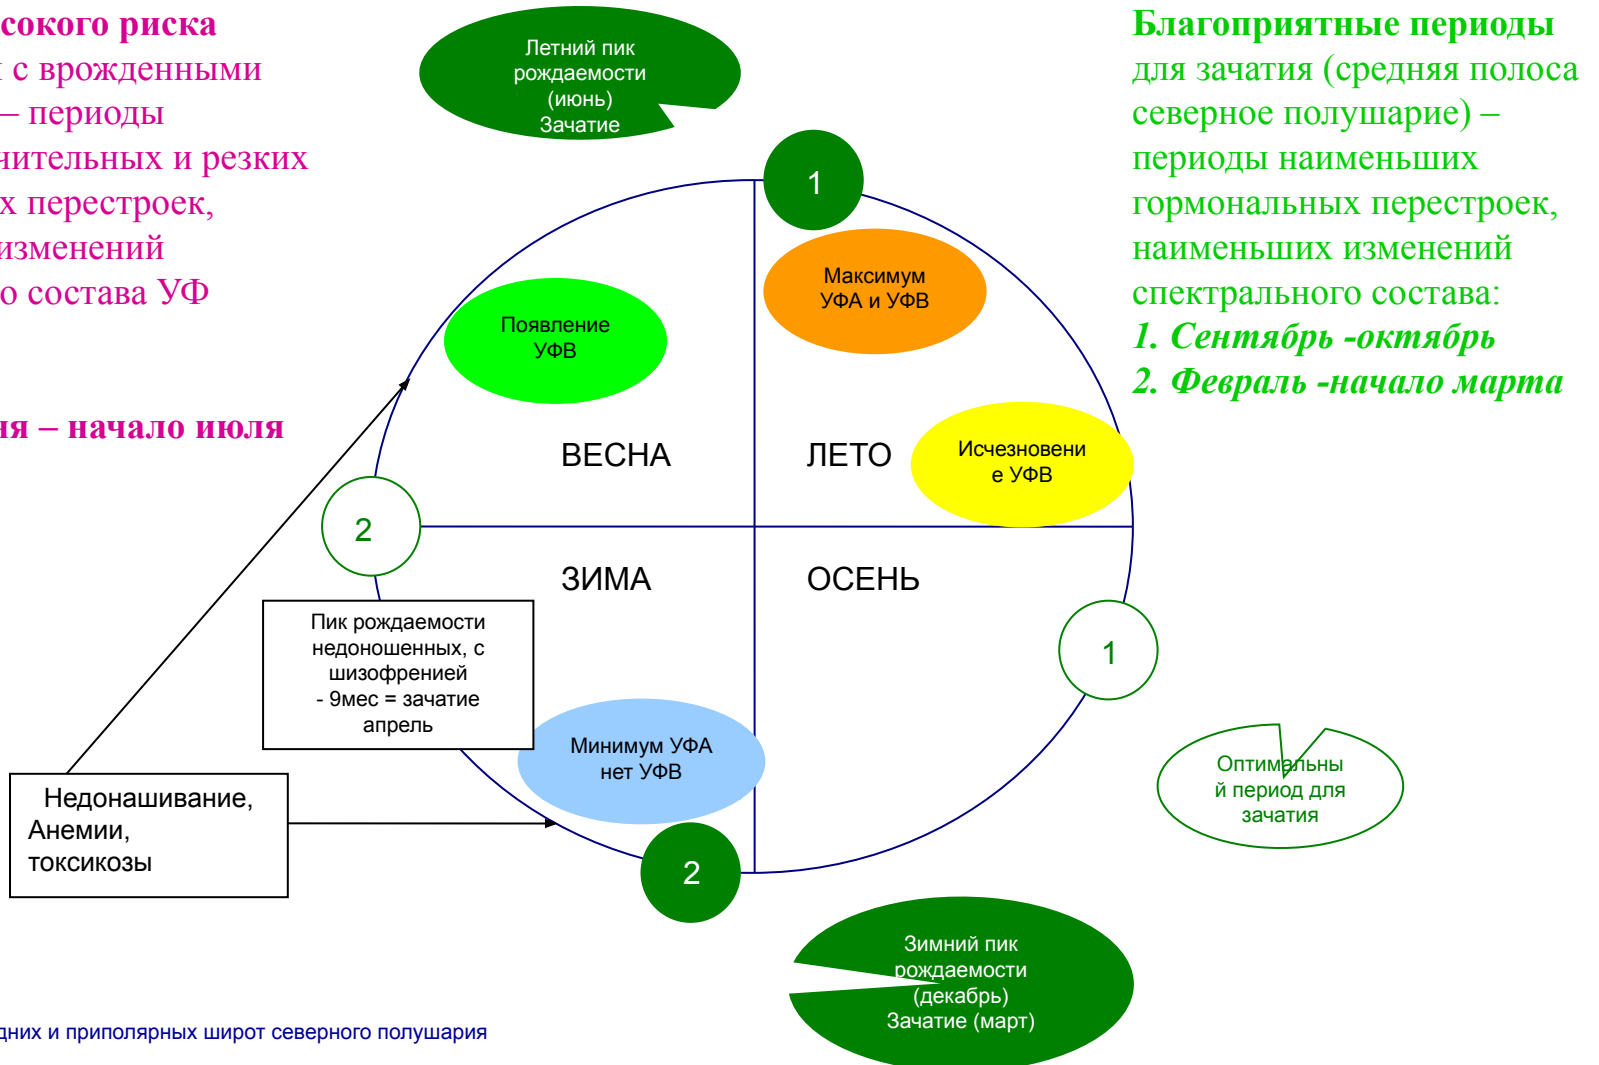 сокого риска
с врожденными
– периоды
чительных и резких
х перестроек,
изменений
о состава УФ
ня – начало июля
Летний пик
рождаемости
(июнь)
Зачатие
Благоприятные периоды
для зачатия (средняя полоса
северное полушарие) –
периоды наименьших
гормональных перестроек,
наименьших изменений
спектрального состава:
1. Сентябрь -октябрь
2. Февраль -начало марта
1
Максимум
УФА и УФВ
Появление
УФВ
ВЕСНА
ЛЕТО
Исчезновени
е УФВ
2
ЗИМА
ОСЕНЬ
Пик рождаемости
недоношенных, с
шизофренией
- 9мес = зачатие
апрель
1
Минимум УФА
нет УФВ
Оптимальны
й период для
зачатия
Недонашивание,
Анемии,
токсикозы
2
Зимний пик
рождаемости
(декабрь)
Зачатие (март)
дних и приполярных широт северного полушария